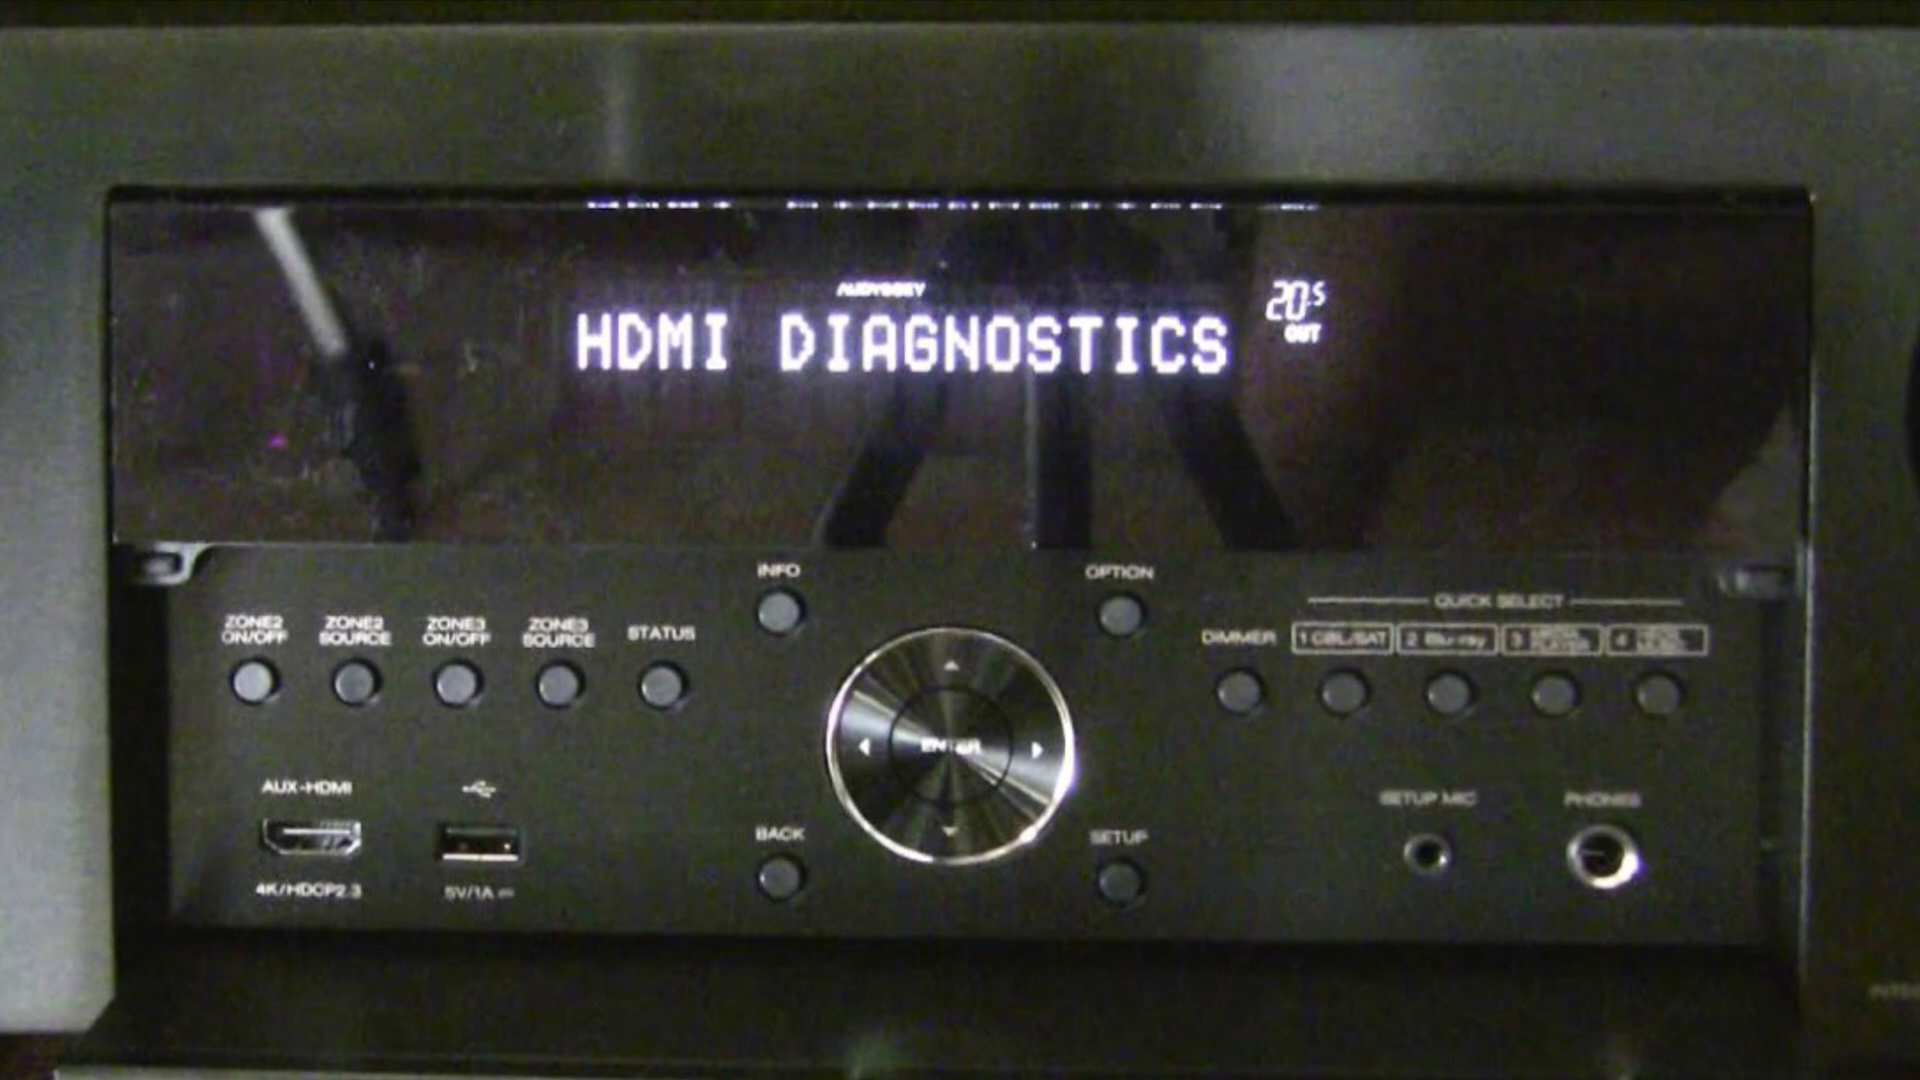 AUDYSSEY
20.5
HDMI DIAGNOSTICS
OUT
INFO
OPTION
QUICK SELECT
ZONE2 ON/OFF
ZONE2 SOURCE
ZONE3 ON/OFF
ZONE3 SOURCE
STATUS
DIMMER
1 CBL/SAT
2 Blu-ray
3 MEDIA PLAYER
4
ENTER
AUX-HDMI
SETUP MIC
PHONES
BACK
SETUP
4K/HDCP2.3
5V/1A